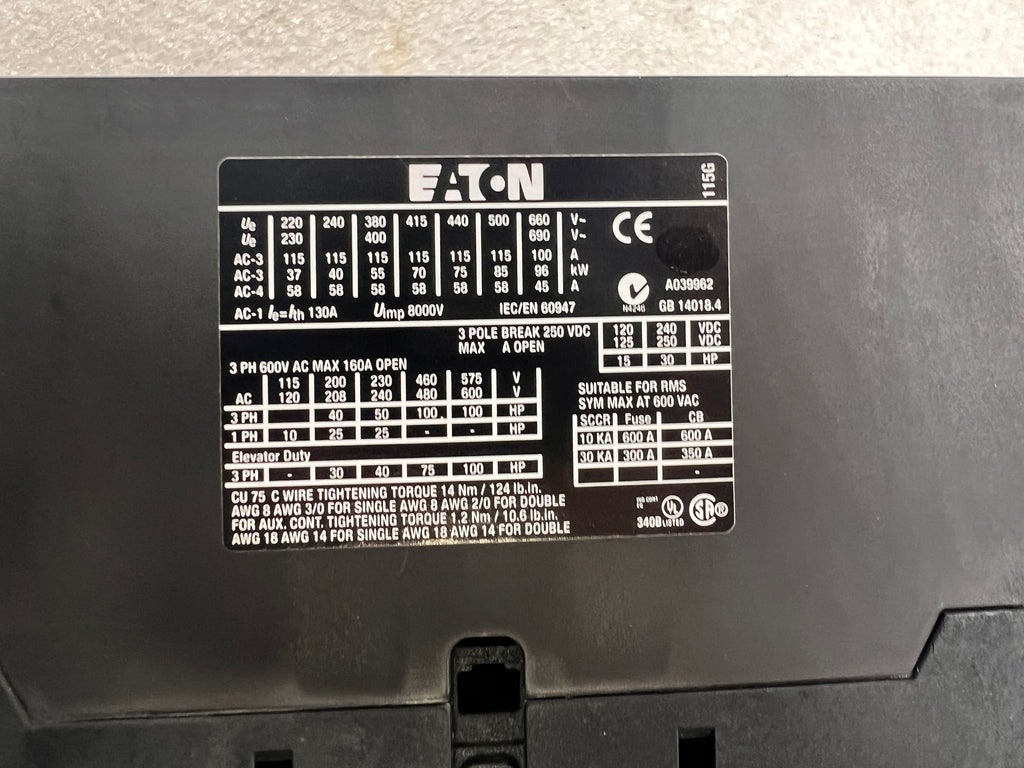 EATON
115G
Ue 220 240 380 415 440 500 660 V~
Ue 230 400 690 V~
AC-3 115 115 115 115 115 115 100 A
AC-3 37 40 55 70 75 85 96 kW
AC-4 58 58 58 58 58 58 45 A
AC-1 Ie=Ith 130A Uimp 8000V IEC/EN 60947
CE
A039962
N4246 GB 14018.4
3 POLE BREAK 250 VDC
MAX A OPEN
120 240 VDC
125 250 VDC
15 30 HP
3 PH 600V AC MAX 160A OPEN
115 200 230 460 575 V
AC 120 208 240 480 600 V
3 PH 40 50 100. 100 HP
1 PH 10 25 25 - - HP
Elevator Duty
3 PH - 30 40 75 100 HP
SUITABLE FOR RMS
SYM MAX AT 600 VAC
SCCR Fuse CB
10 KA 600 A 600 A
30 KA 300 A 350 A
-
CU 75 C WIRE TIGHTENING TORQUE 14 Nm / 124 lb.in.
AWG 8 AWG 3/0 FOR SINGLE AWG 8 AWG 2/0 FOR DOUBLE
FOR AUX. CONT. TIGHTENING TORQUE 1.2 Nm / 10.6 lb.in.
AWG 18 AWG 14 FOR SINGLE AWG 18 AWG 14 FOR DOUBLE
IND CONT
340B UL LISTED
SA